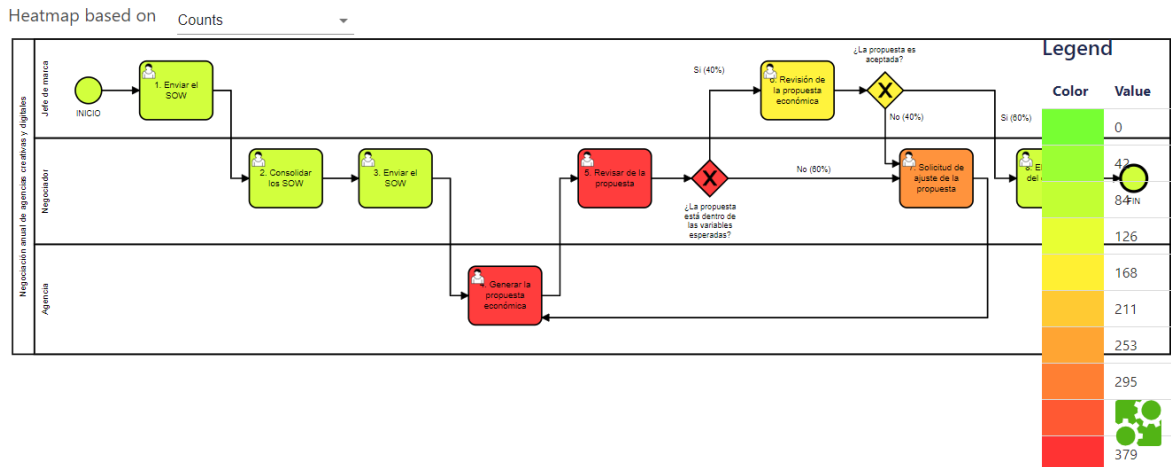 Heatmap based on
Counts
Negociación anual de agencias creativas y digitales
Jefe de marca
INICIO
1. Enviar el
SOW
Si (40%)
Revisión de
la propuesta
económica
¿La propuesta es
aceptada?
No (40%)
Si (60%)
Negociador
2. Consolidar
los SOW
3. Enviar el
SOW
5. Revisar de la
propuesta
¿La propuesta
está dentro de
las variables
esperadas?
No (60%)
Solicitud de
ajuste de la
propuesta
FIN
Agencia
Generar la
propuesta
económica
Legend
Color
Value
0
42
84
126
168
211
253
295
379